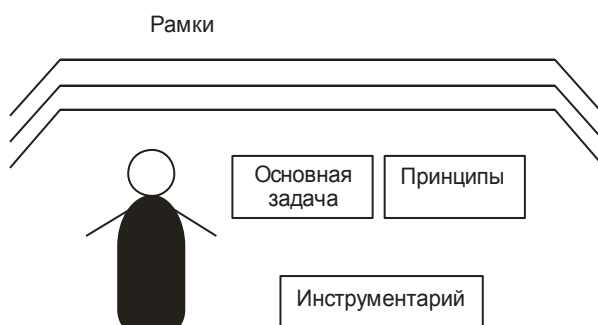 Рамки
Основная
задача
Принципы
Инструментарий